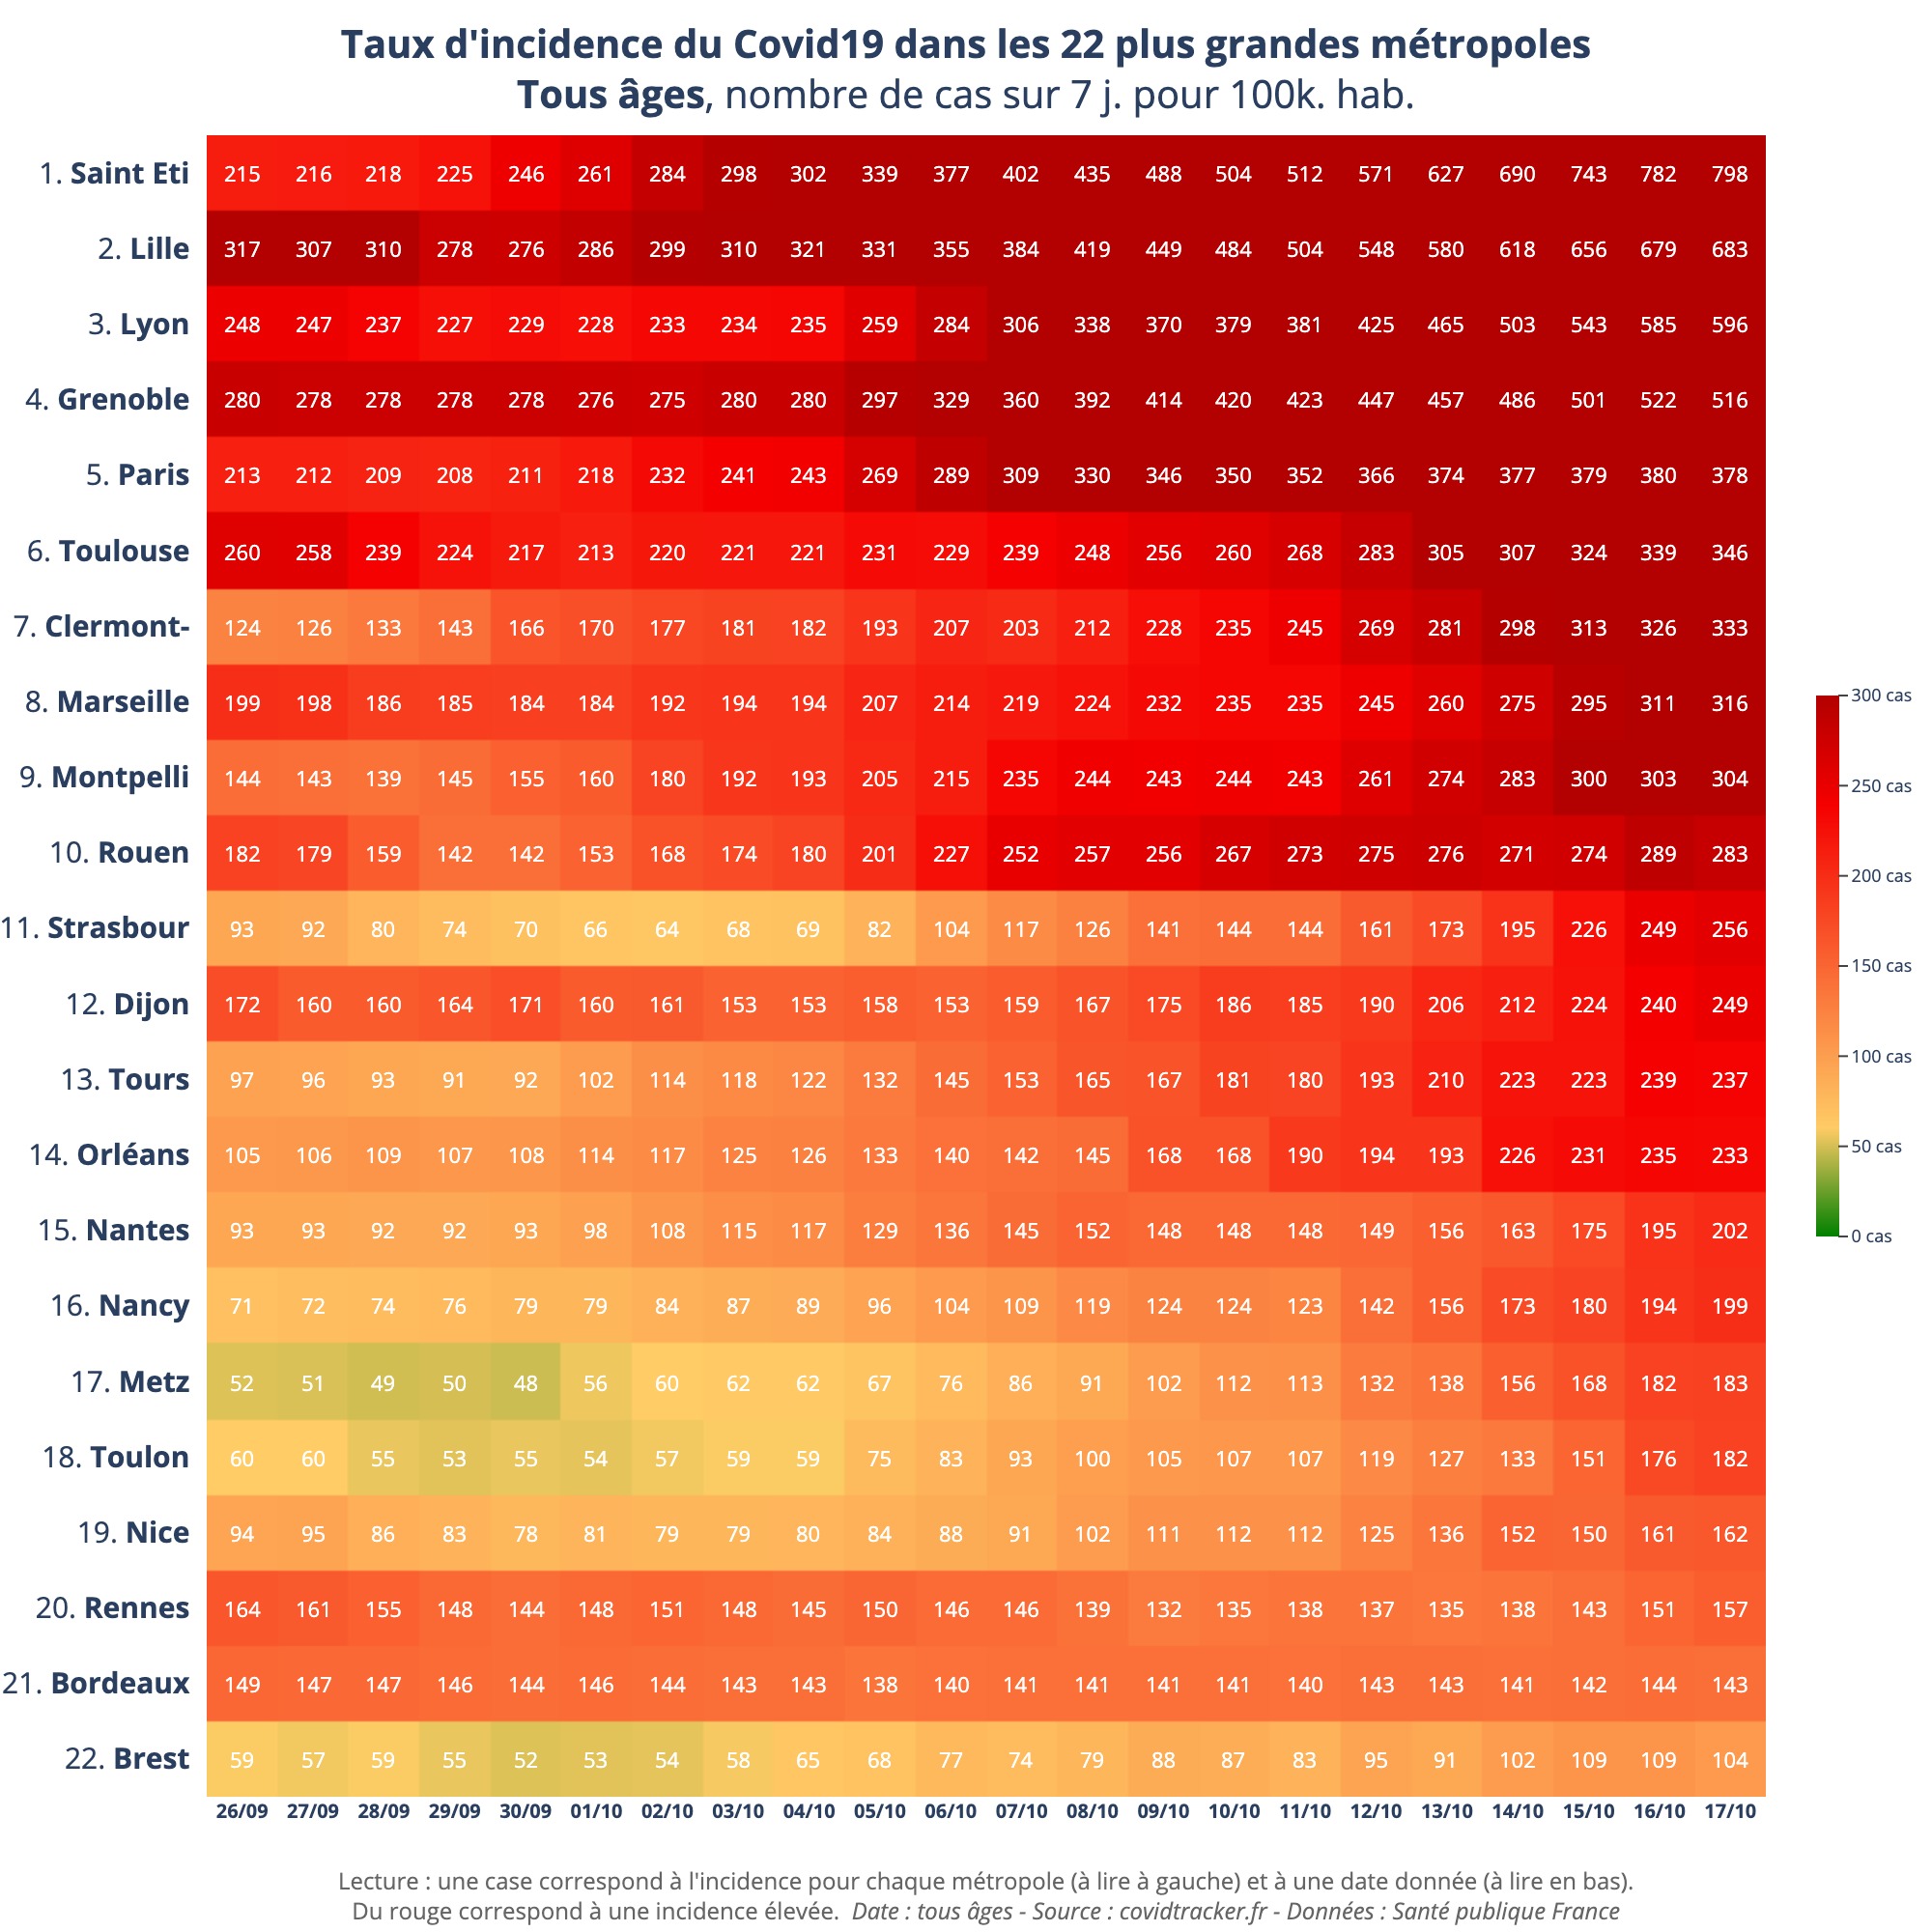 Taux d'incidence du Covid19 dans les 22 plus grandes métropoles
Tous âges, nombre de cas sur 7 j. pour 100k. hab.
1. Saint Eti 215 216 218 225 246 261 284 298 302 339 377 402 435 488 504 512 571 627 690 743 782 798
2. Lille 317 307 310 278 276 286 299 310 321 331 355 384 419 449 484 504 548 580 618 656 679 683
3. Lyon 248 247 237 227 229 228 233 234 235 259 284 306 338 370 379 381 425 465 503 543 585 596
4. Grenoble 280 278 278 278 278 276 275 280 280 297 329 360 392 414 420 423 447 457 486 501 522 516
5. Paris 213 212 209 208 211 218 232 241 243 269 289 309 330 346 350 352 366 374 377 379 380 378
6. Toulouse 260 258 239 224 217 213 220 221 221 231 229 239 248 256 260 268 283 305 307 324 339 346
7. Clermont- 124 126 133 143 166 170 177 181 182 193 207 203 212 228 235 245 269 281 298 313 326 333
8. Marseille 199 198 186 185 184 184 192 194 194 207 214 219 224 232 235 235 245 260 275 295 311 316
9. Montpelli 144 143 139 145 155 160 180 192 193 205 215 235 244 243 244 243 261 274 283 300 303 304
10. Rouen 182 179 159 142 142 153 168 174 180 201 227 252 257 256 267 273 275 276 271 274 289 283
11. Strasbour 93 92 80 74 70 66 64 68 69 82 104 117 126 141 144 144 161 173 195 226 249 256
12. Dijon 172 160 160 164 171 160 161 153 153 158 153 159 167 175 186 185 190 206 212 224 240 249
13. Tours 97 96 93 91 92 102 114 118 122 132 145 153 165 167 181 180 193 210 223 223 239 237
14. Orléans 105 106 109 107 108 114 117 125 126 133 140 142 145 168 168 190 194 193 226 231 235 233
15. Nantes 93 93 92 92 93 98 108 115 117 129 136 145 152 148 148 148 149 156 163 175 195 202
16. Nancy 71 72 74 76 79 79 84 87 89 96 104 109 119 124 124 123 142 156 173 180 194 199
17. Metz 52 51 49 50 48 56 60 62 62 67 76 86 91 102 112 113 132 138 156 168 182 183
18. Toulon 60 60 55 53 55 54 57 59 59 75 83 93 100 105 107 107 119 127 133 151 176 182
19. Nice 94 95 86 83 78 81 79 79 80 84 88 91 102 111 112 112 125 136 152 150 161 162
20. Rennes 164 161 155 148 144 148 151 148 145 150 146 146 139 132 135 138 137 135 138 143 151 157
21. Bordeaux 149 147 147 146 144 146 144 143 143 138 140 141 141 141 141 140 143 143 141 142 144 143
22. Brest 59 57 59 55 52 53 54 58 65 68 77 74 79 88 87 83 95 91 102 109 109 104
26/09 27/09 28/09 29/09 30/09 01/10 02/10 03/10 04/10 05/10 06/10 07/10 08/10 09/10 10/10 11/10 12/10 13/10 14/10 15/10 16/10 17/10
300 cas
250 cas
200 cas
150 cas
100 cas
50 cas
0 cas
Lecture : une case correspond à l'incidence pour chaque métropole (à lire à gauche) et à une date donnée (à lire en bas).
Du rouge correspond à une incidence élevée. Date : tous âges - Source : covidtracker.fr - Données : Santé publique France